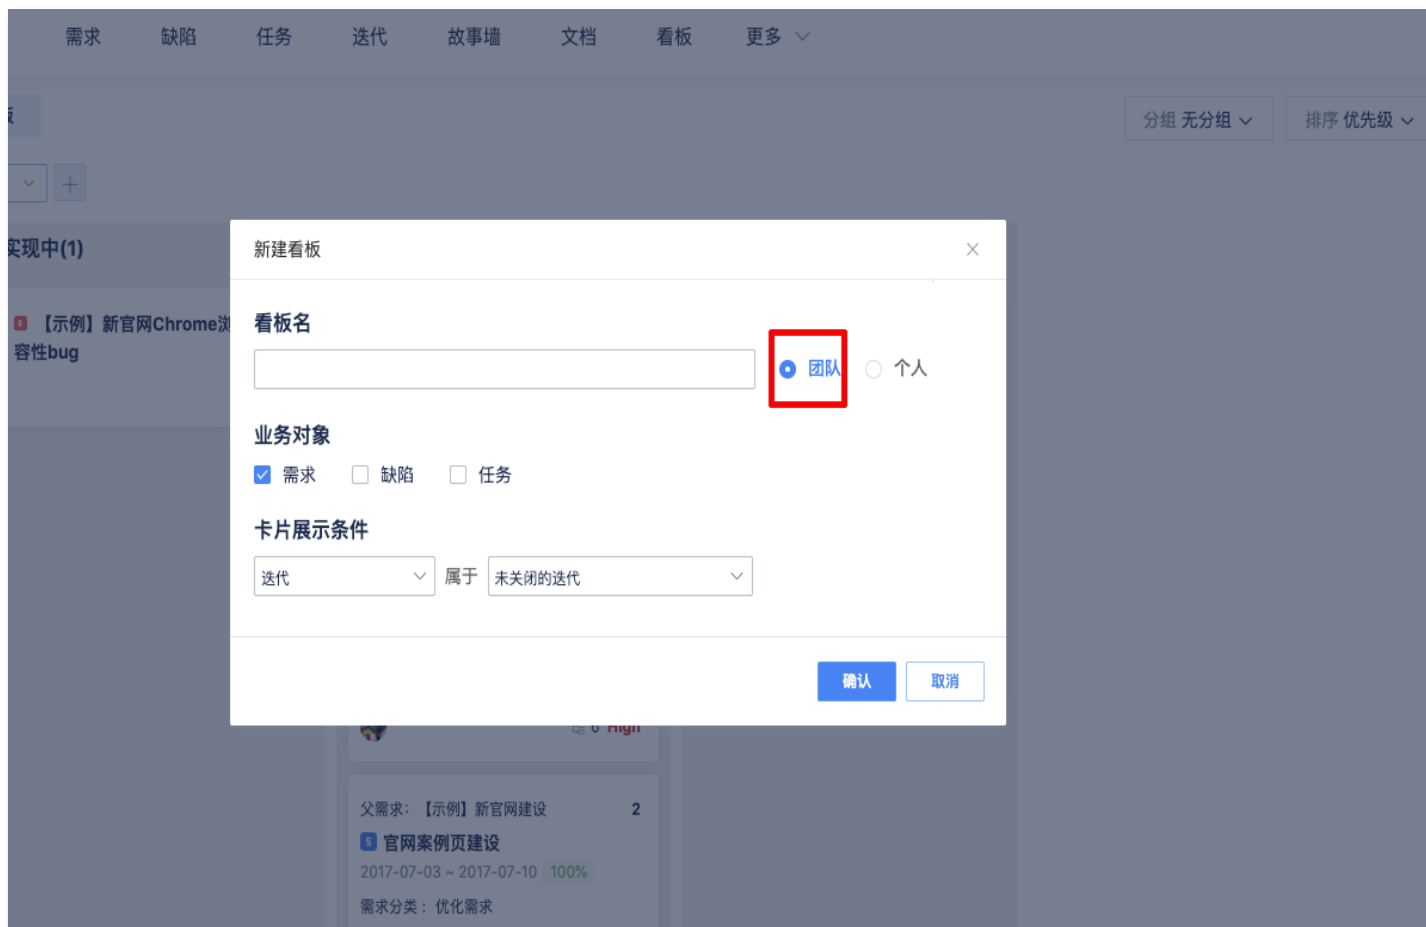 需求 缺陷 任务 迭代 故事墙 文档 看板 更多
分组 无分组 排序 优先级
实现中(1)
新建看板
【示例】新官网Chrome浏
容性bug
看板名
团队 个人
业务对象
需求 缺陷 任务
卡片展示条件
迭代 属于 未关闭的迭代
确认 取消
6 High
父需求：【示例】新官网建设 2
5 官网案例页建设
2017-07-03 ~ 2017-07-10 100%
需求分类： 优化需求